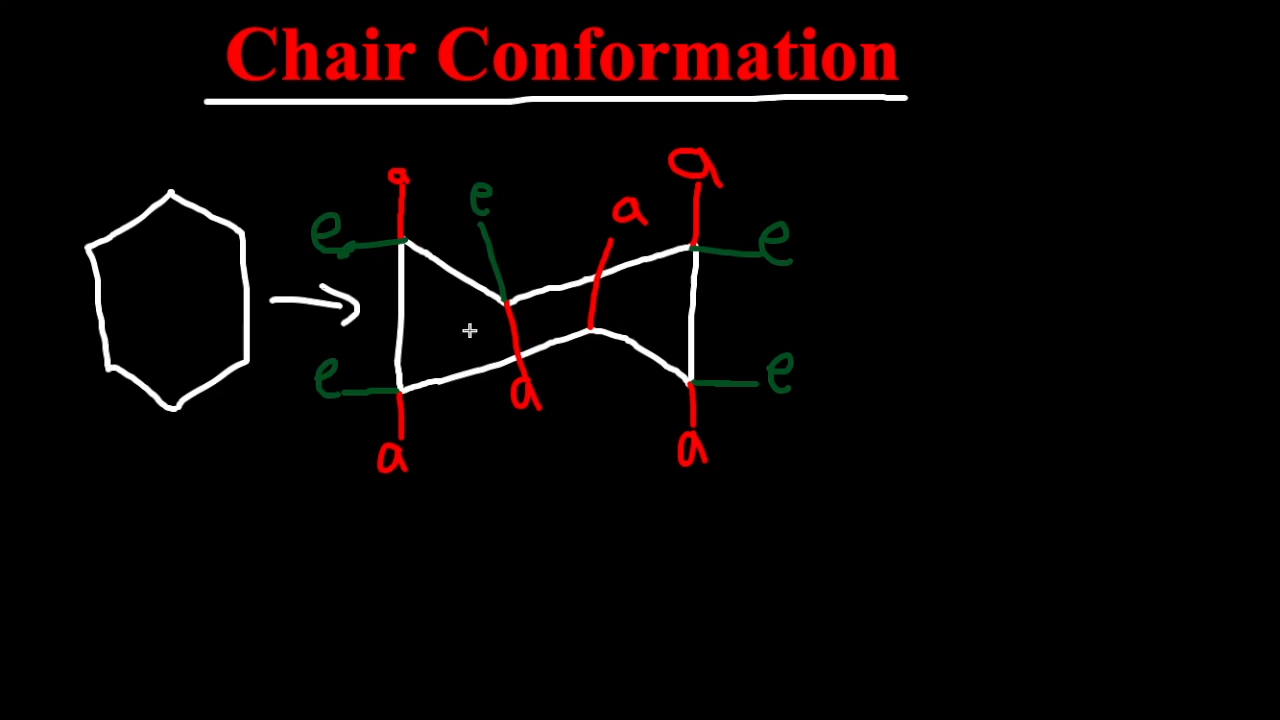 Chair Conformation
a e a a
e e
e a e
a a